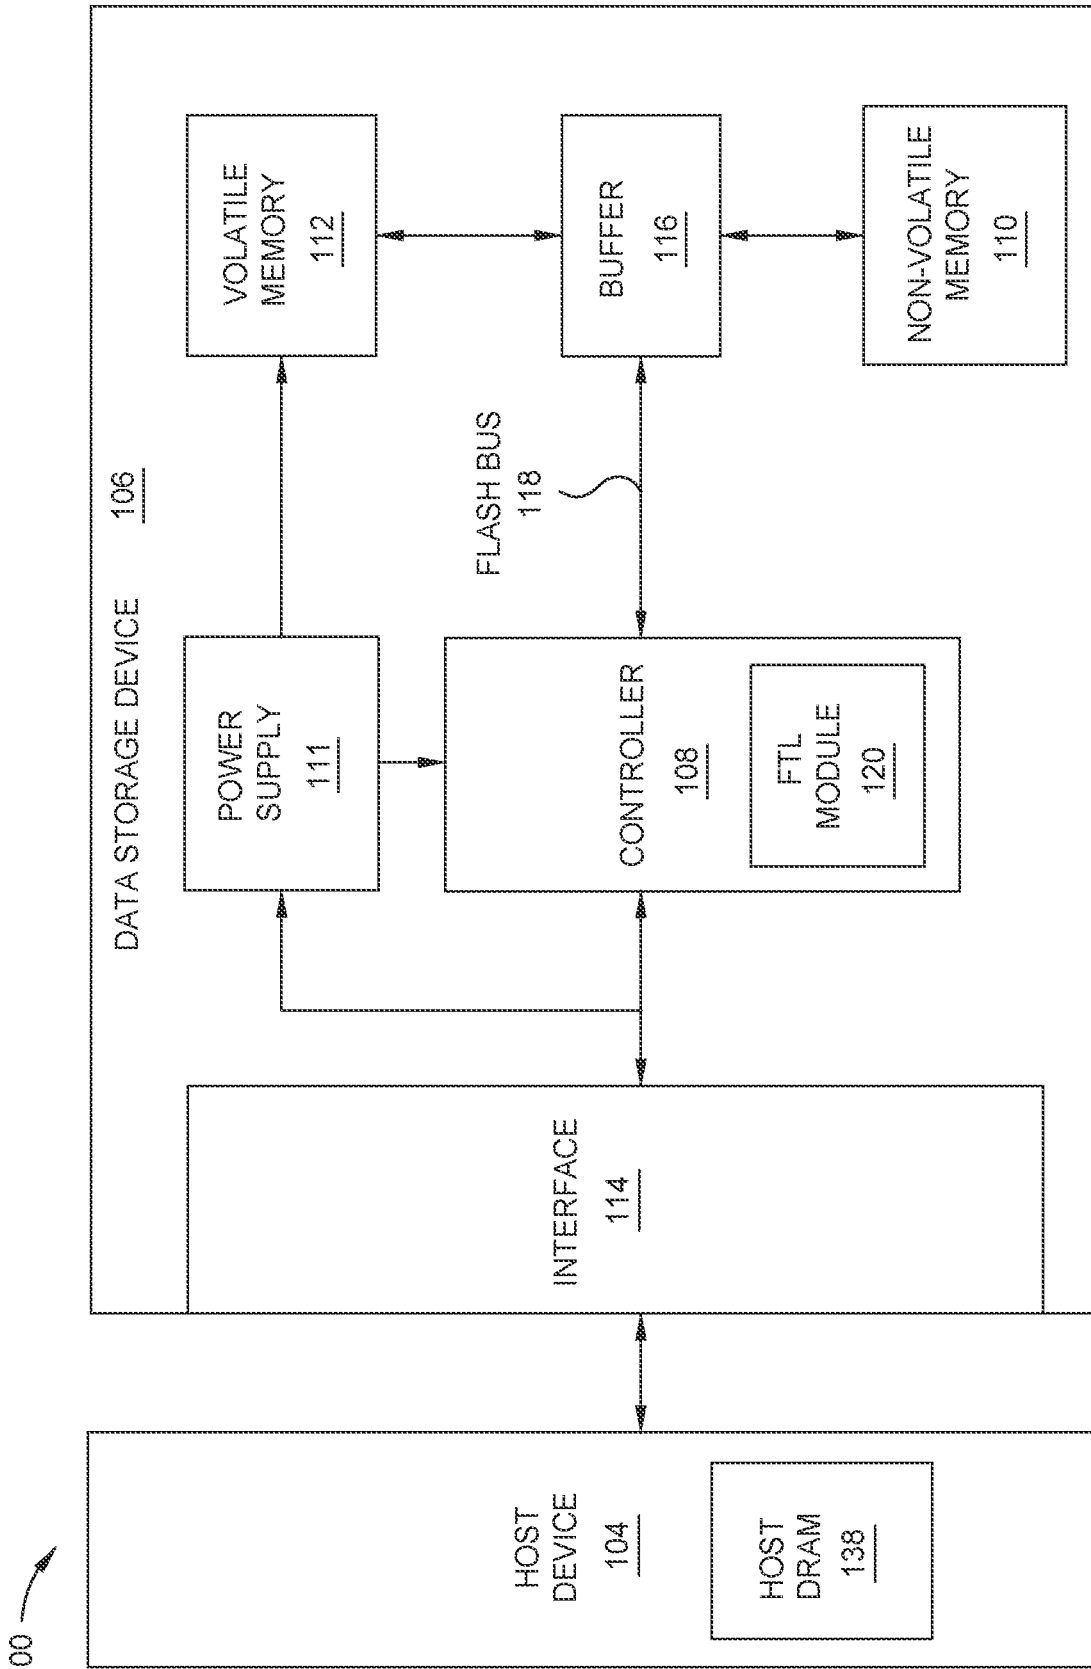 00
DATA STORAGE DEVICE 106
HOST
DEVICE
104
HOST
DRAM
138
INTERFACE
114
POWER
SUPPLY
111
CONTROLLER
108
FTL
MODULE
120
FLASH BUS
118
VOLATILE
MEMORY
112
BUFFER
116
NON-VOLATILE
MEMORY
110